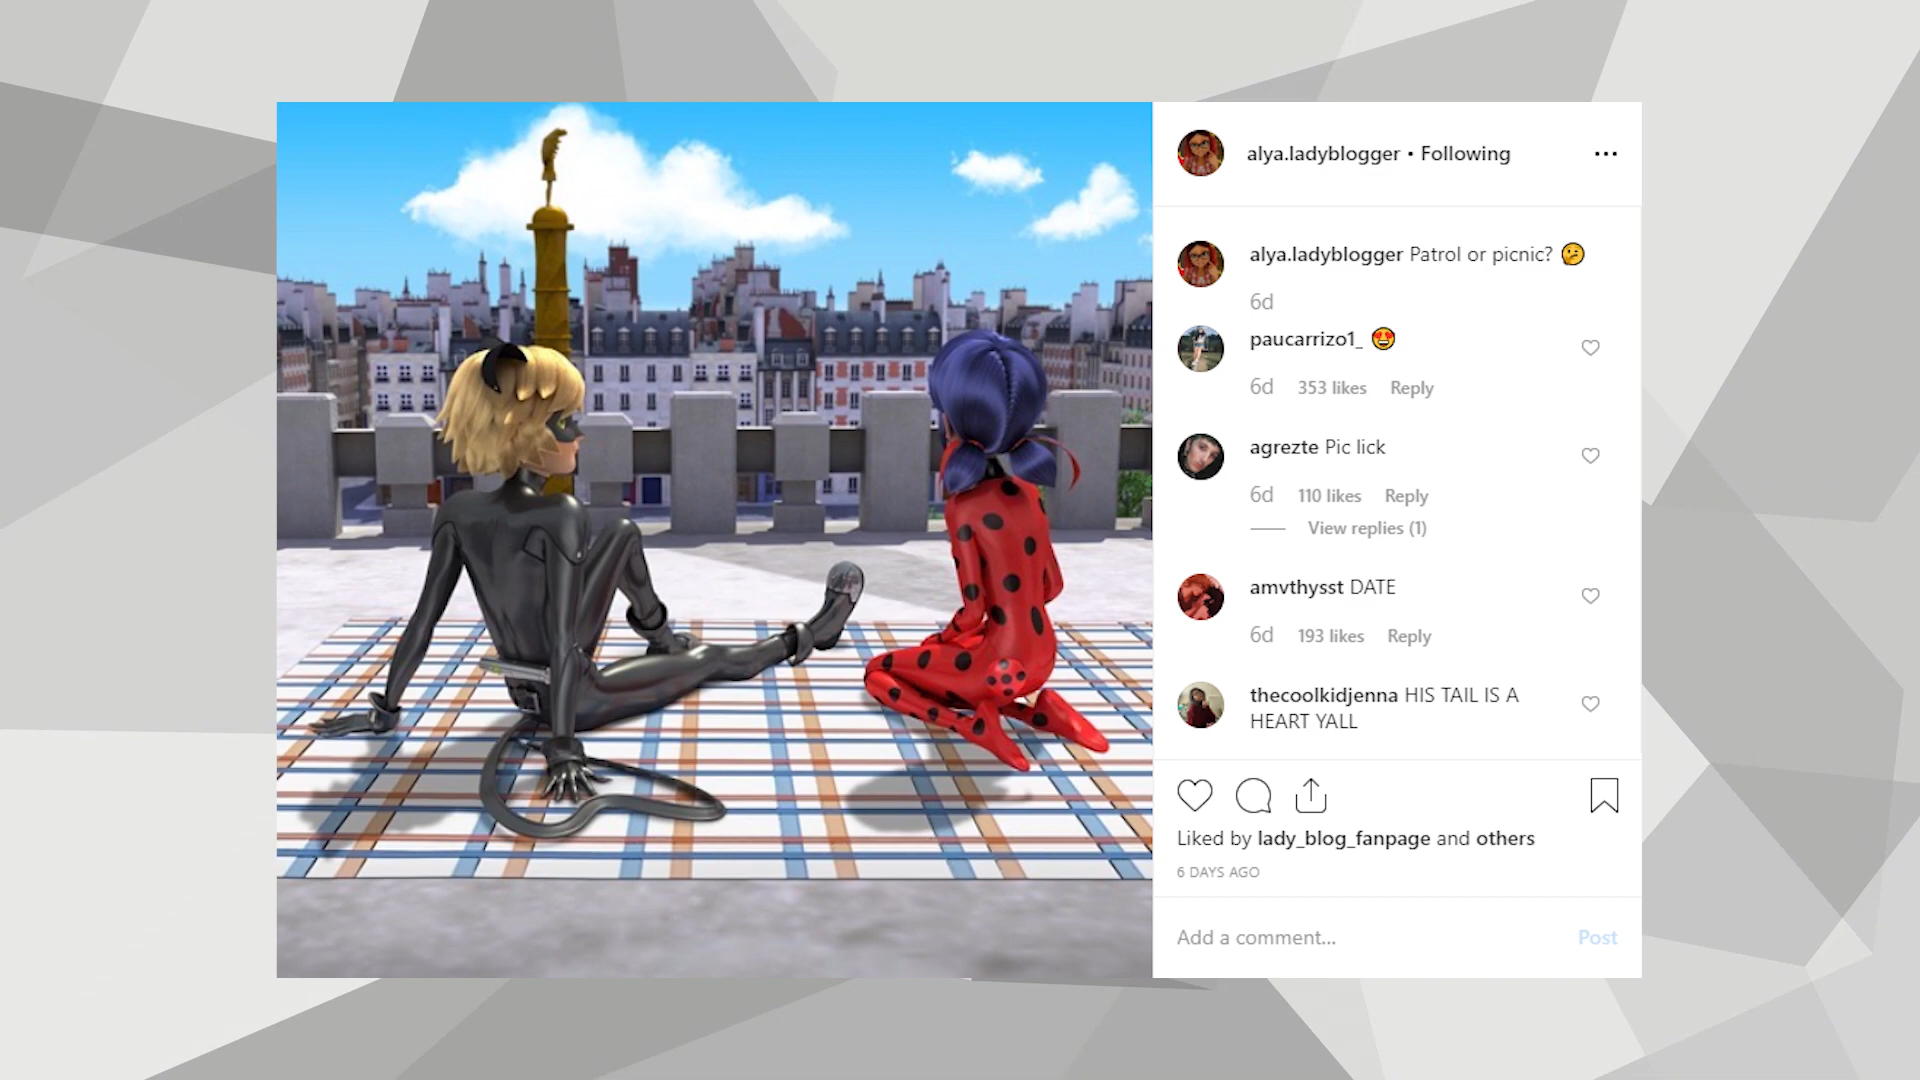 alya.ladyblogger • Following
alya.ladyblogger Patrol or picnic? 🤔
6d
paucarrizo1_ 😍
6d 353 likes Reply
agrezte Pic lick
6d 110 likes Reply
View replies (1)
amvthysst DATE
6d 193 likes Reply
thecoolkidjenna HIS TAIL IS A
HEART YALL
Liked by lady_blog_fanpage and others
6 DAYS AGO
Add a comment... Post